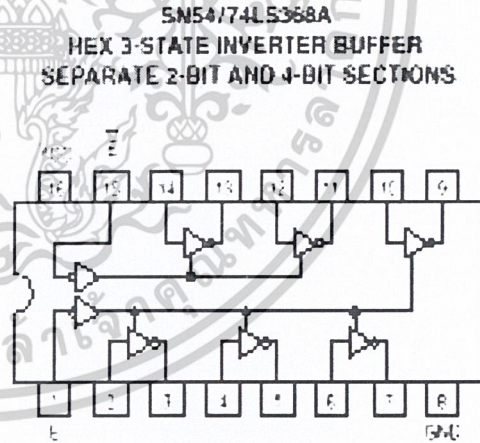 SN54/74LS368A
HEX 3-STATE INVERTER BUFFER
SEPARATE 2-BIT AND 4-BIT SECTIONS
E
16 15 14 13 12 11 10 9
1 2 3 4 5 6 7 8
E GND